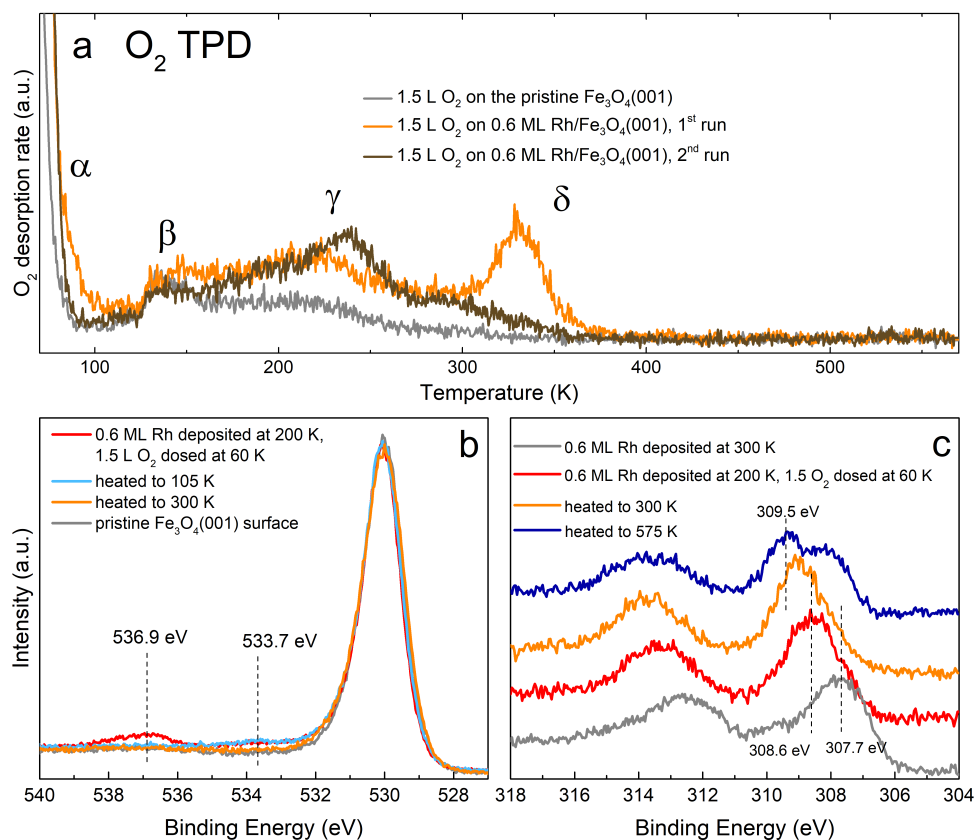 a O₂ TPD
O₂ desorption rate (a.u.)
1.5 L O₂ on the pristine Fe₃O₄(001)
1.5 L O₂ on 0.6 ML Rh/Fe₃O₄(001), 1ˢᵗ run
1.5 L O₂ on 0.6 ML Rh/Fe₃O₄(001), 2ⁿᵈ run
α
β
γ
δ
100 200 300 400 500
Temperature (K)
b
0.6 ML Rh deposited at 200 K,
1.5 L O₂ dosed at 60 K
heated to 105 K
heated to 300 K
pristine Fe₃O₄(001) surface
536.9 eV
533.7 eV
Intensity (a.u.)
540 538 536 534 532 530 528
Binding Energy (eV)
c
0.6 ML Rh deposited at 300 K
0.6 ML Rh deposited at 200 K, 1.5 O₂ dosed at 60 K
heated to 300 K
heated to 575 K
309.5 eV
308.6 eV
307.7 eV
318 316 314 312 310 308 306 304
Binding Energy (eV)